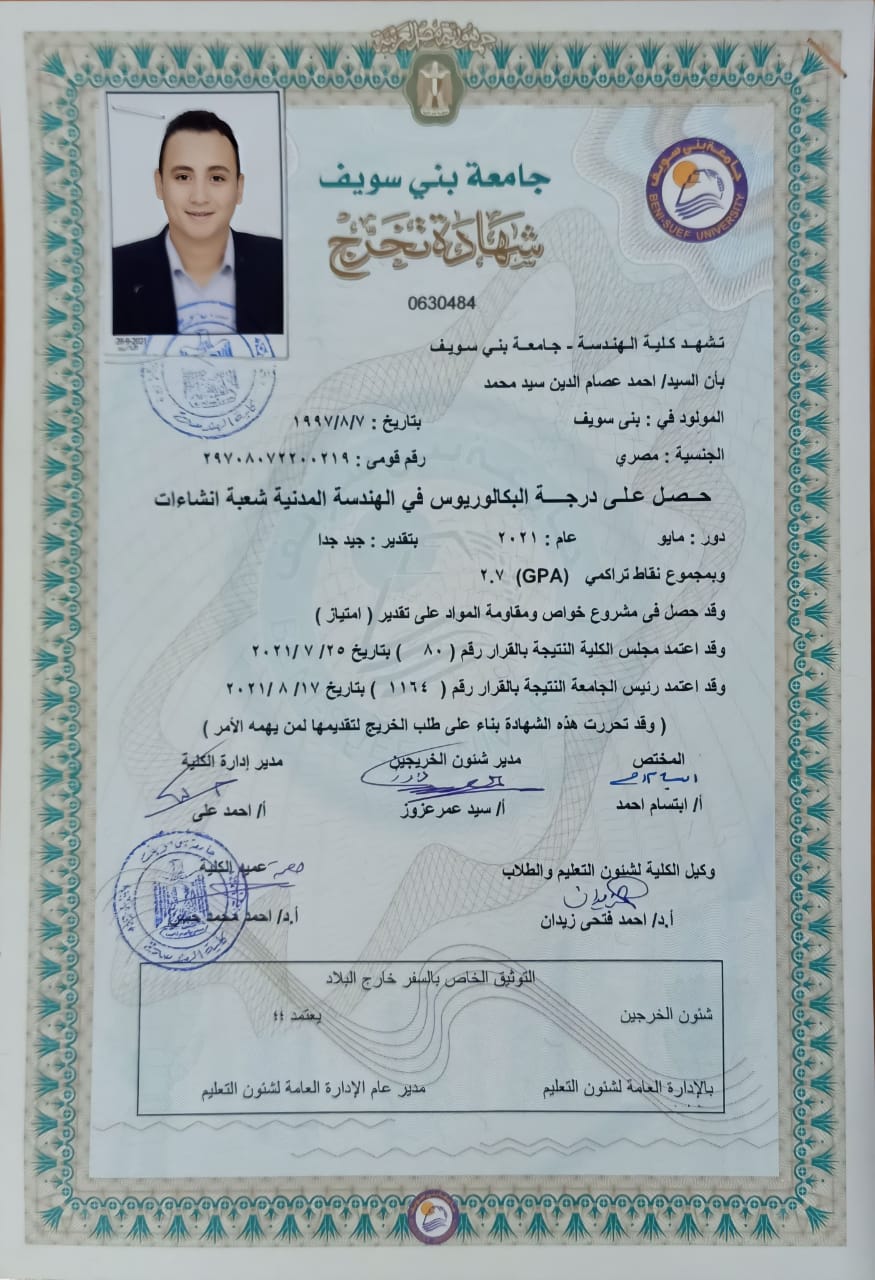 جمهورية مصر العربية
جامعة بني سويف
BENI-SUEF UNIVERSITY
جامعة بني سويف
شهادة تخرج
0630484
28-9-2021
تشهد كلية الهندسة - جامعة بني سويف
بأن السيد/ احمد عصام الدين سيد محمد
المولود في : بنى سويف بتاريخ : ١٩٩٧/٨/٧
الجنسية : مصري رقم قومى : ٢٩٧٠٨٠٧٢٢٠٠٢١٩
حصل على درجة البكالوريوس في الهندسة المدنية شعبة انشاءات
دور : مايو عام : ٢٠٢١ بتقدير : جيد جدا
وبمجموع نقاط تراكمي (GPA) ٢.٧
وقد حصل فى مشروع خواص ومقاومة المواد على تقدير ( امتياز )
وقد اعتمد مجلس الكلية النتيجة بالقرار رقم ( ٨٠ ) بتاريخ ٢٥/ ٧ /٢٠٢١
وقد اعتمد رئيس الجامعة النتيجة بالقرار رقم ( ١١٦٤ ) بتاريخ ١٧/ ٨ /٢٠٢١
( وقد تحررت هذه الشهادة بناء على طلب الخريج لتقديمها لمن يهمه الأمر )
المختص مدير شئون الخريجين مدير إدارة الكلية
أ/ ابتسام احمد أ/ سيد عمر عزوز أ/ احمد على
وكيل الكلية لشئون التعليم والطلاب عميد الكلية
أ.د/ احمد فتحى زيدان أ.د/ احمد محمد
التوثيق الخاص بالسفر خارج البلاد
شئون الخرجين يعتمد ؛؛
بالإدارة العامة لشئون التعليم مدير عام الإدارة العامة لشئون التعليم